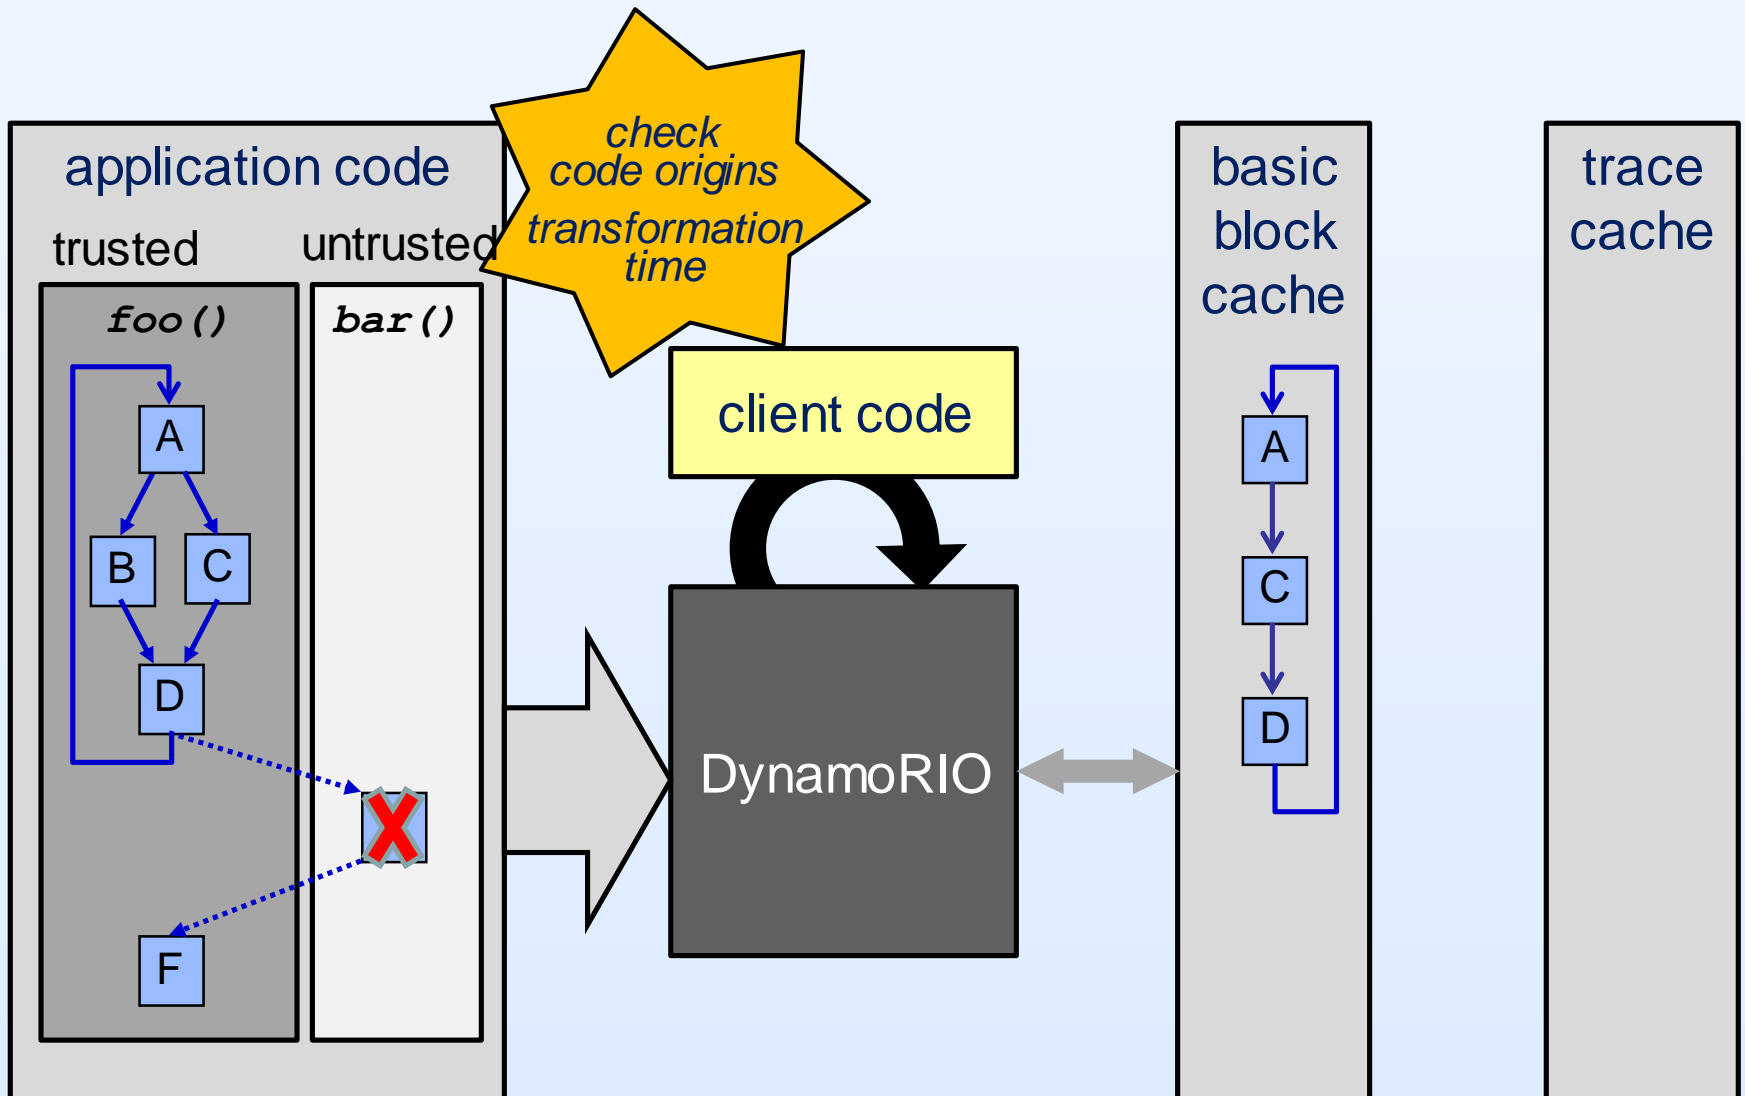 check
code origins
transformation
time
application code
trusted
untrusted
foo()
bar()
A
B
C
D
F
client code
DynamoRIO
basic
block
cache
A
C
D
trace
cache